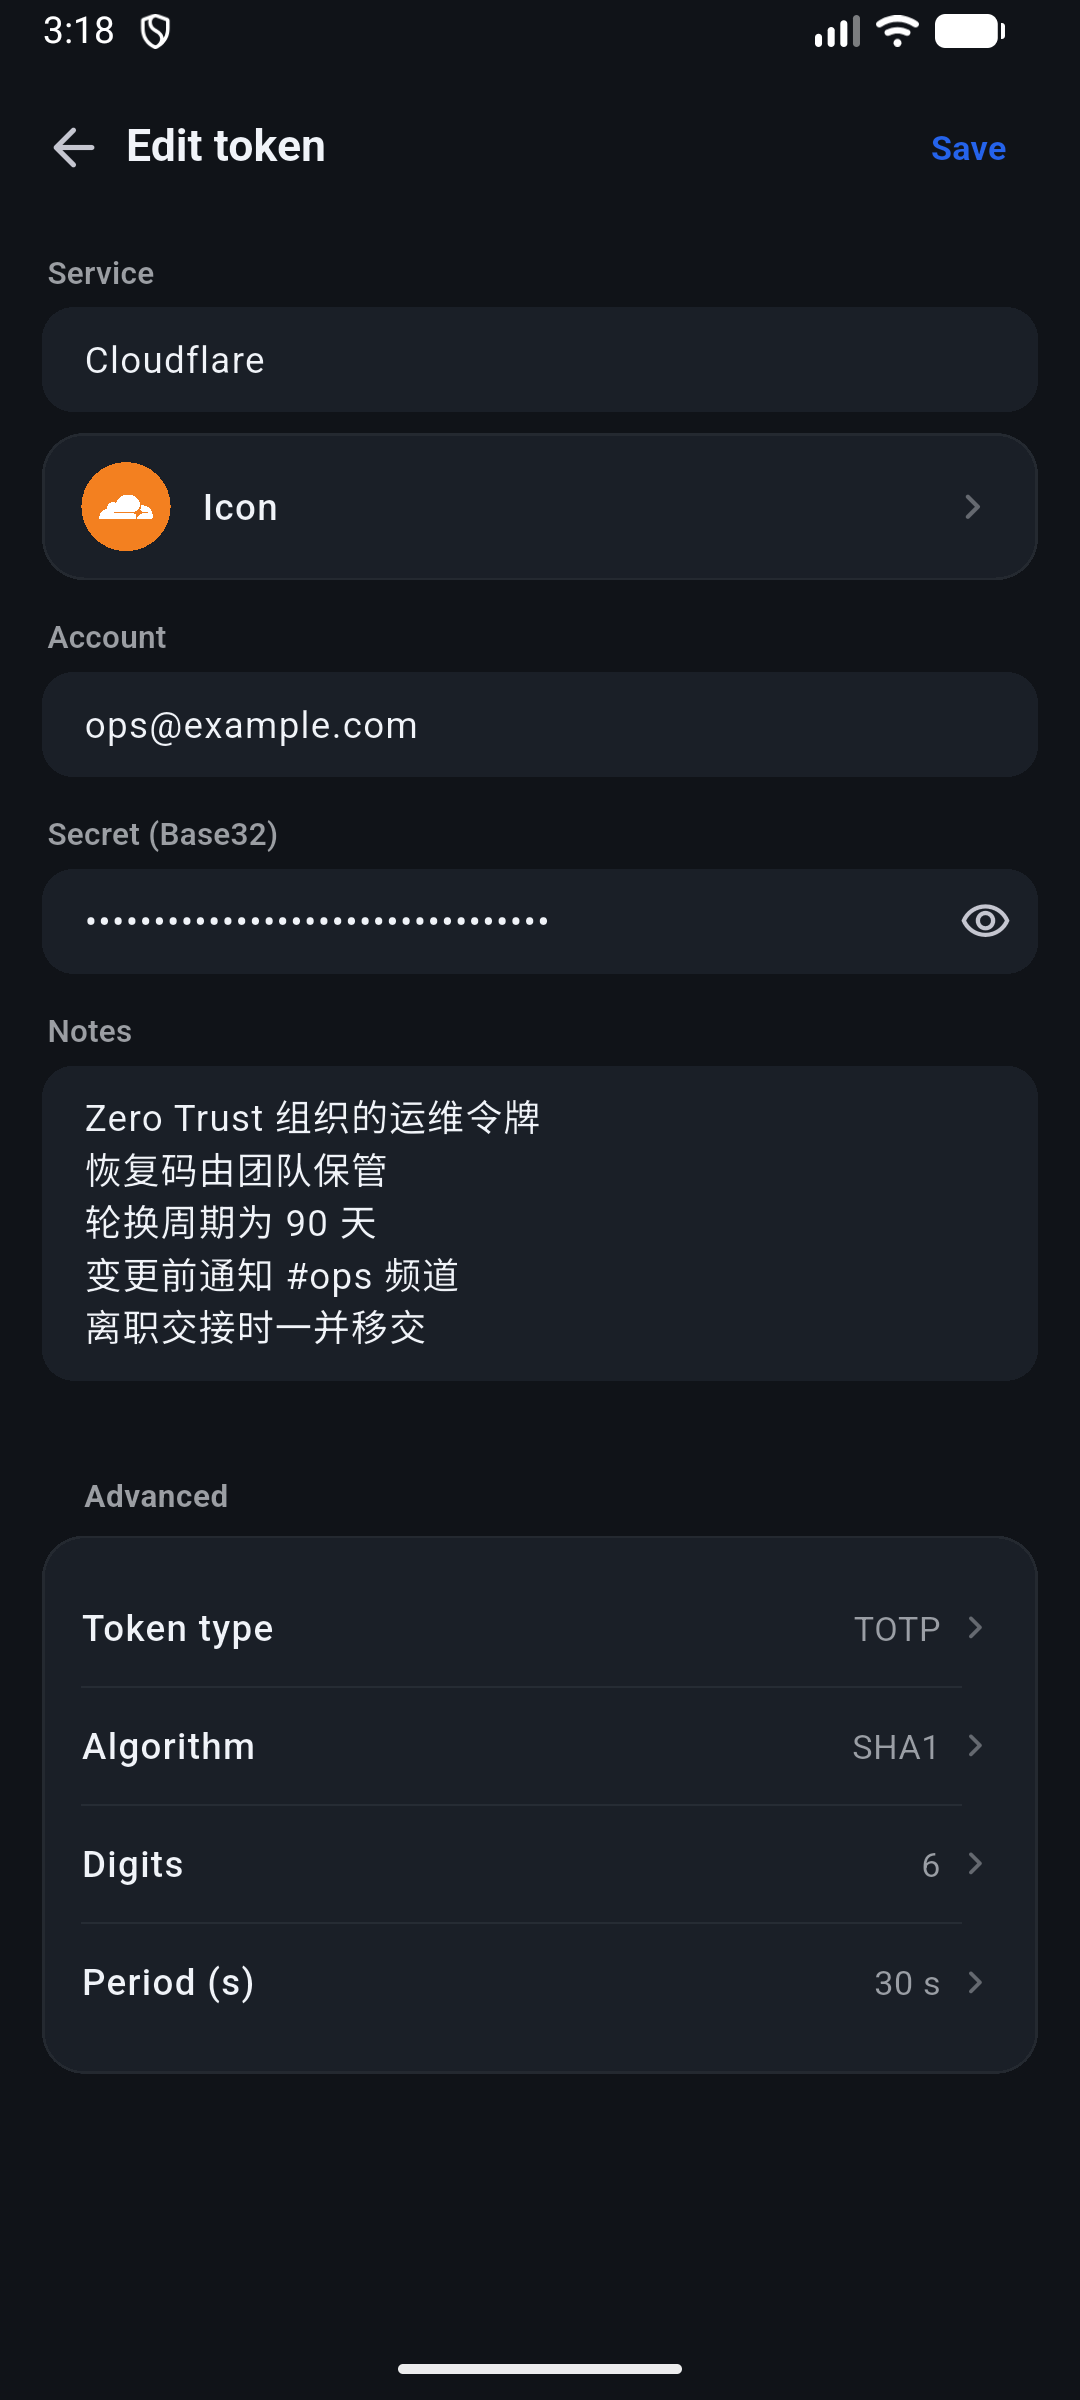 3:18
Edit token
Save
Service
Cloudflare
Icon
Account
ops@example.com
Secret (Base32)
••••••••••••••••••••••••••••••••••
Notes
Zero Trust 组织的运维令牌
恢复码由团队保管
轮换周期为 90 天
变更前通知 #ops 频道
离职交接时一并移交
Advanced
Token type TOTP
Algorithm SHA1
Digits 6
Period (s) 30 s